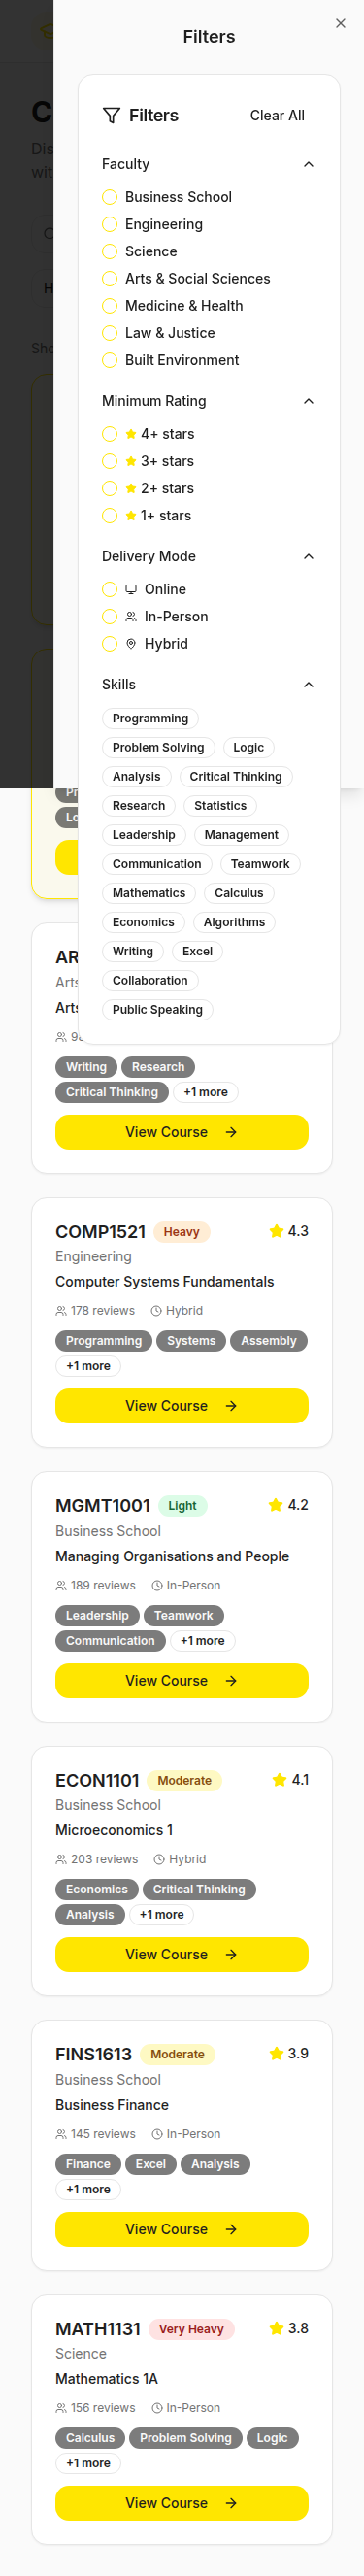 Filters
C
Dis
wit
H
Sho
Filters
Clear All
Faculty
Business School
Engineering
Science
Arts & Social Sciences
Medicine & Health
Law & Justice
Built Environment
Minimum Rating
4+ stars
3+ stars
2+ stars
1+ stars
Delivery Mode
Online
In-Person
Hybrid
Skills
Programming
Problem Solving Logic
Analysis Critical Thinking
Research Statistics
Leadership Management
Communication Teamwork
Mathematics Calculus
Economics Algorithms
Writing Excel
Collaboration
Public Speaking
Pr
Lo
AR
Arts
Arts
Writing Research
Critical Thinking +1 more
View Course
COMP1521 Heavy 4.3
Engineering
Computer Systems Fundamentals
178 reviews Hybrid
Programming Systems Assembly
+1 more
View Course
MGMT1001 Light 4.2
Business School
Managing Organisations and People
189 reviews In-Person
Leadership Teamwork
Communication +1 more
View Course
ECON1101 Moderate 4.1
Business School
Microeconomics 1
203 reviews Hybrid
Economics Critical Thinking
Analysis +1 more
View Course
FINS1613 Moderate 3.9
Business School
Business Finance
145 reviews In-Person
Finance Excel Analysis
+1 more
View Course
MATH1131 Very Heavy 3.8
Science
Mathematics 1A
156 reviews In-Person
Calculus Problem Solving Logic
+1 more
View Course